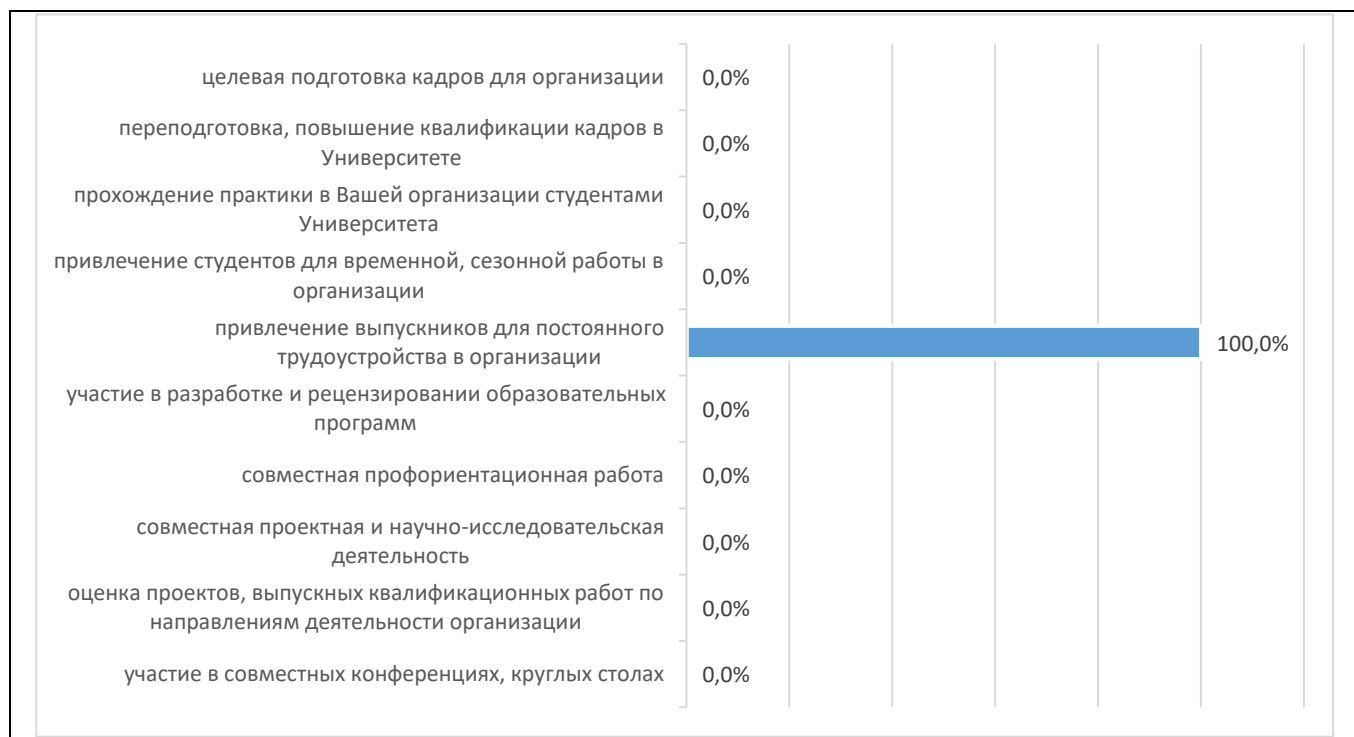 целевая подготовка кадров для организации
0,0%
переподготовка, повышение квалификации кадров в
Университете
0,0%
прохождение практики в Вашей организации студентами
Университета
0,0%
привлечение студентов для временной, сезонной работы в
организации
0,0%
привлечение выпускников для постоянного
трудоустройства в организации
100,0%
участие в разработке и рецензировании образовательных
программ
0,0%
совместная профориентационная работа
0,0%
совместная проектная и научно-исследовательская
деятельность
0,0%
оценка проектов, выпускных квалификационных работ по
направлениям деятельности организации
0,0%
участие в совместных конференциях, круглых столах
0,0%